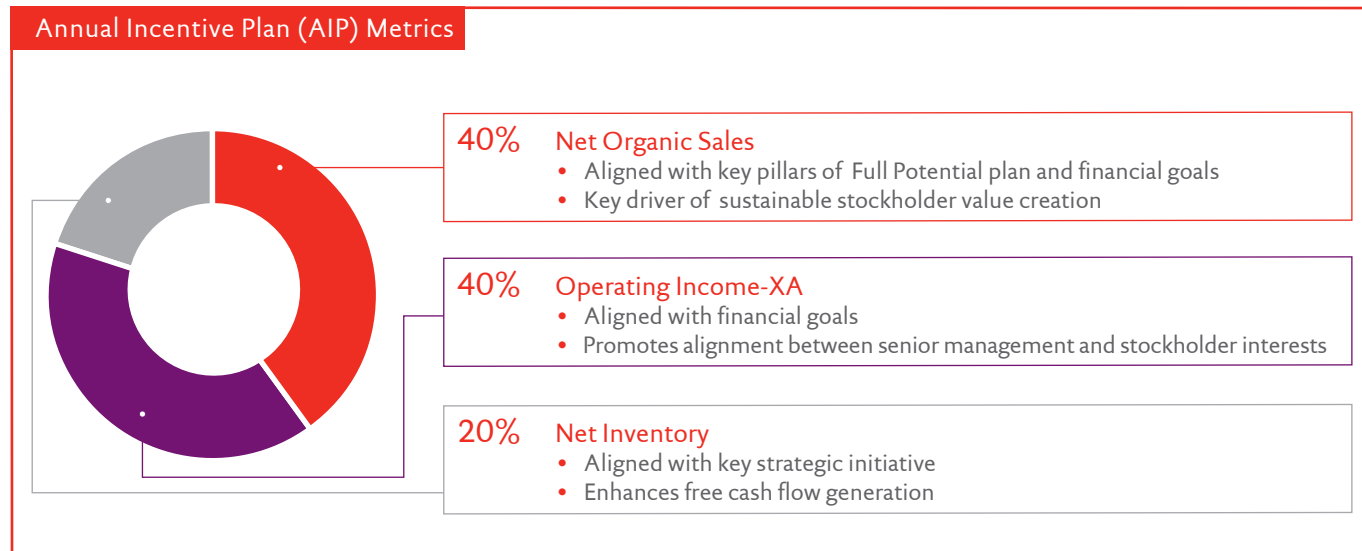 Annual Incentive Plan (AIP) Metrics
40% Net Organic Sales
• Aligned with key pillars of Full Potential plan and financial goals
• Key driver of sustainable stockholder value creation
40% Operating Income-XA
• Aligned with financial goals
• Promotes alignment between senior management and stockholder interests
20% Net Inventory
• Aligned with key strategic initiative
• Enhances free cash flow generation